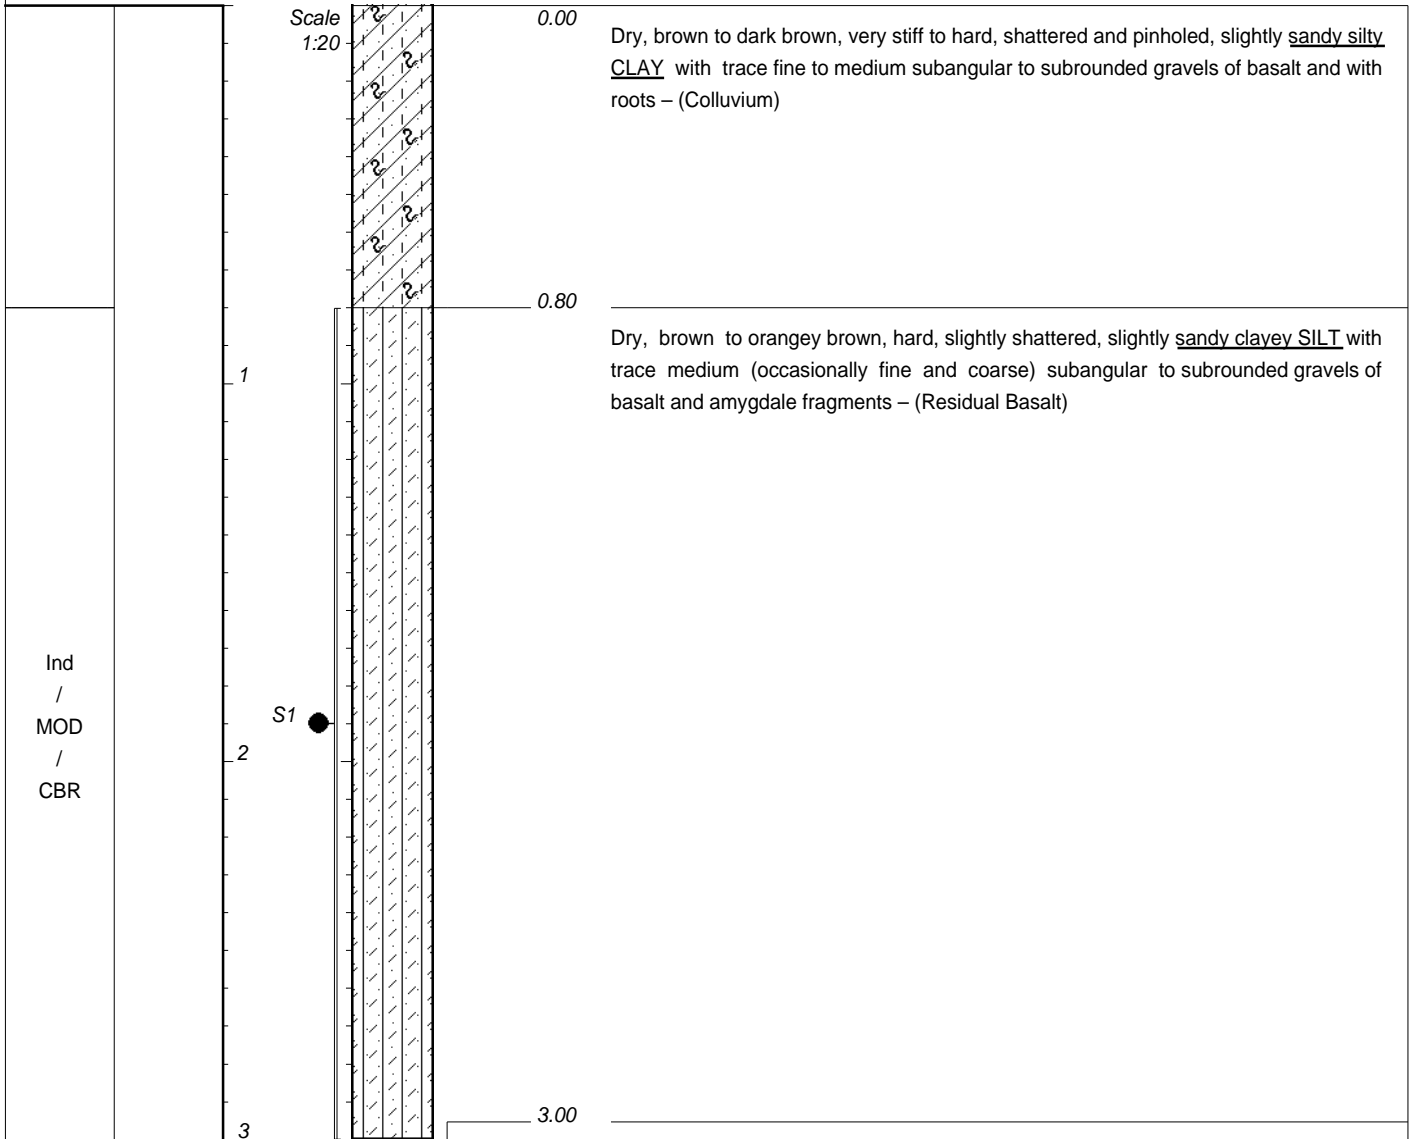 Scale
1:20
0.00
Dry, brown to dark brown, very stiff to hard, shattered and pinholed, slightly sandy silty
CLAY with trace fine to medium subangular to subrounded gravels of basalt and with
roots – (Colluvium)
0.80
Dry, brown to orangey brown, hard, slightly shattered, slightly sandy clayey SILT with
trace medium (occasionally fine and coarse) subangular to subrounded gravels of
basalt and amygdale fragments – (Residual Basalt)
1
Ind
/
MOD
/
CBR
S1
2
3.00
3